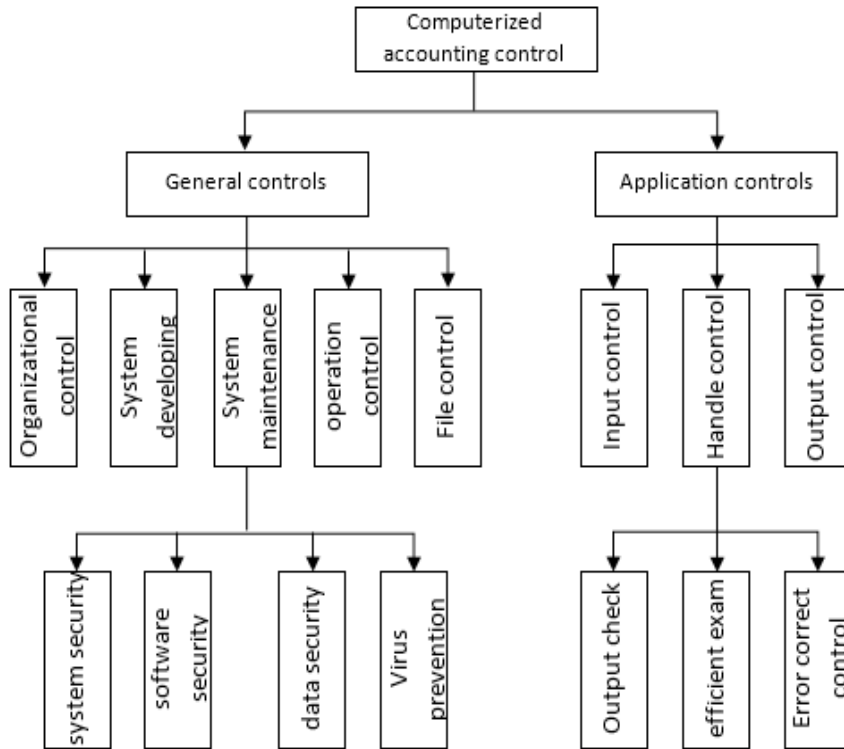 Computerized
accounting control
General controls
Application controls
Organizational
control
System
developing
System
maintenance
operation
control
File control
Input control
Handle control
Output control
system security
software
security
data security
Virus
prevention
Output check
efficient exam
Error correct
control